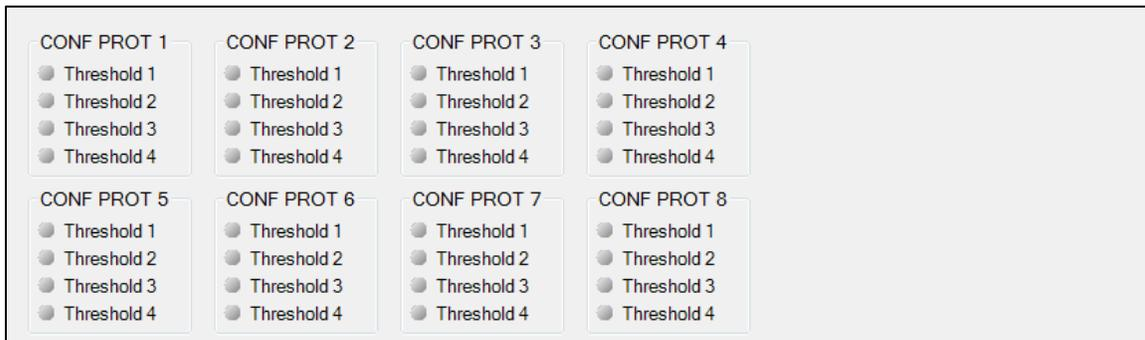 CONF PROT 1
Threshold 1
Threshold 2
Threshold 3
Threshold 4
CONF PROT 2
Threshold 1
Threshold 2
Threshold 3
Threshold 4
CONF PROT 3
Threshold 1
Threshold 2
Threshold 3
Threshold 4
CONF PROT 4
Threshold 1
Threshold 2
Threshold 3
Threshold 4
CONF PROT 5
Threshold 1
Threshold 2
Threshold 3
Threshold 4
CONF PROT 6
Threshold 1
Threshold 2
Threshold 3
Threshold 4
CONF PROT 7
Threshold 1
Threshold 2
Threshold 3
Threshold 4
CONF PROT 8
Threshold 1
Threshold 2
Threshold 3
Threshold 4